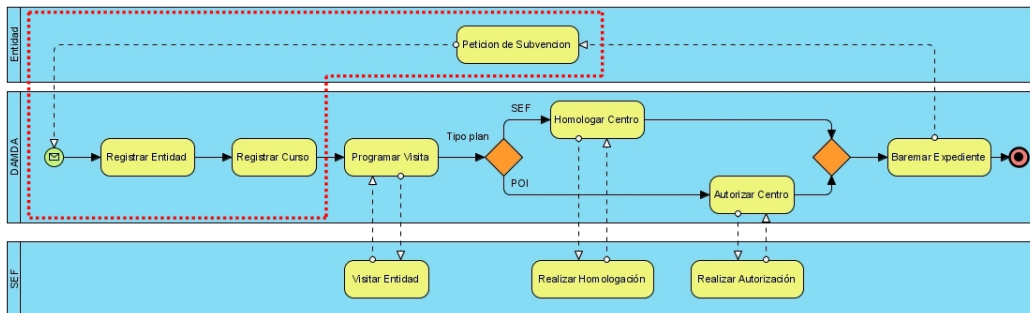 Entidad
Peticion de Subvencion
DAMDA
Registrar Entidad
Registrar Curso
Programar Visita
Tipo plan
SEF
Homologar Centro
POI
Autorizar Centro
Baremar Expediente
SEF
Visitar Entidad
Realizar Homologación
Realizar Autorización